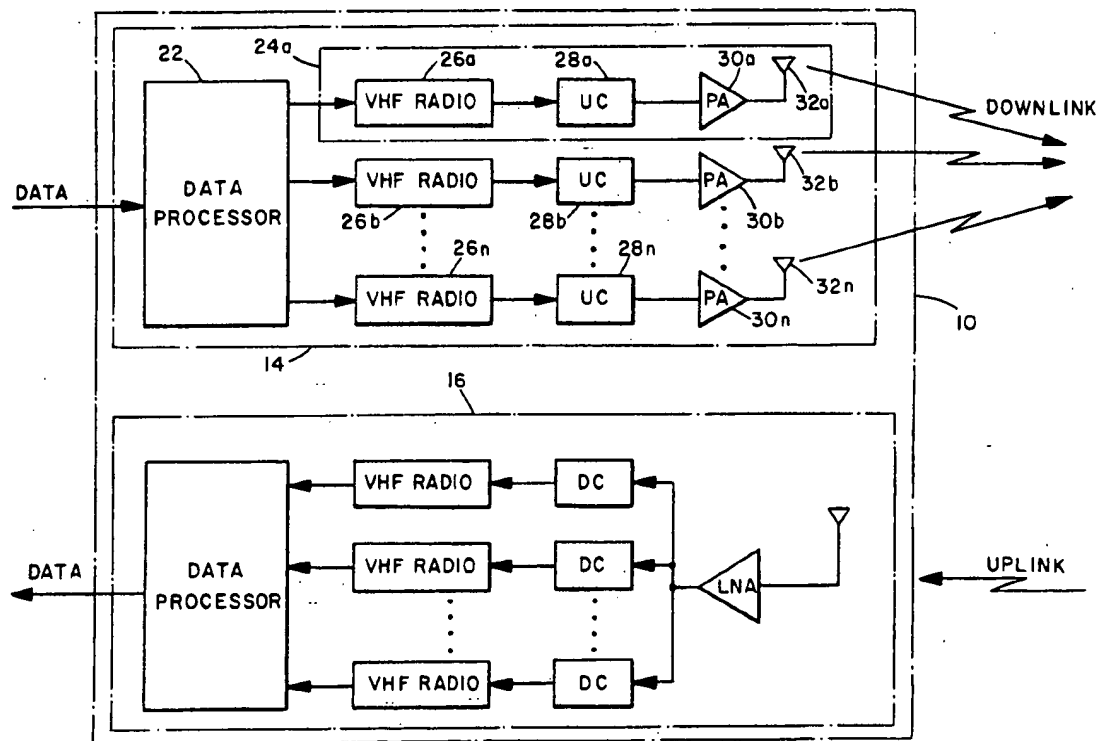 24a
26a
28a
30a
22
VHF RADIO
UC
PA
32a
DOWNLINK
DATA
DATA
PROCESSOR
VHF RADIO
UC
PA
32b
26b
28b
30b
26n
28n
VHF RADIO
UC
PA
32n
30n
10
14
16
VHF RADIO
DC
DATA
DATA
PROCESSOR
VHF RADIO
DC
LNA
UPLINK
VHF RADIO
DC